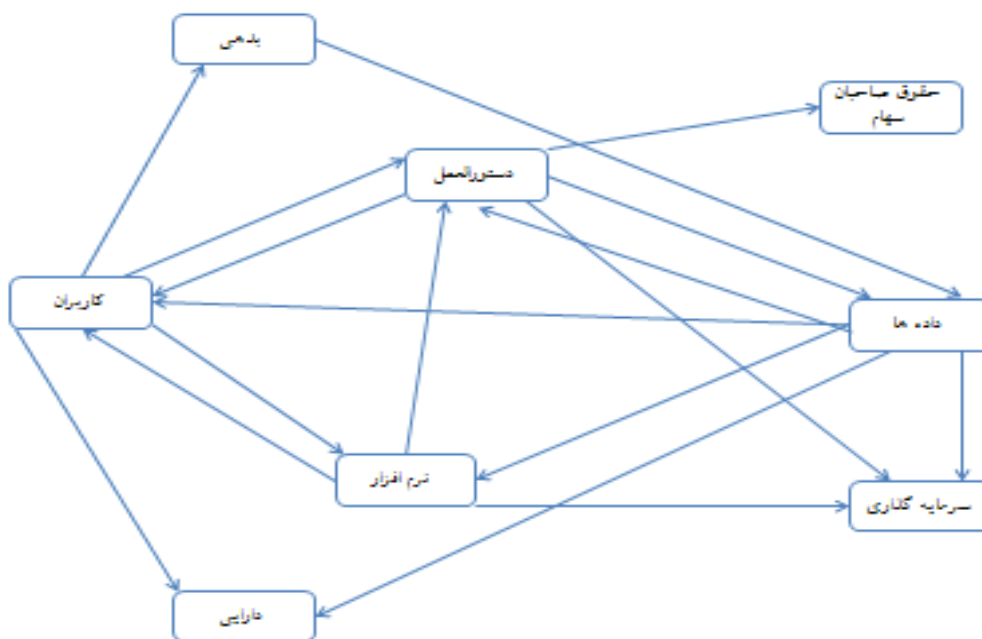 بدهی
حقوق صاحبان
سهام
دستورالعمل
کاربران
داده ها
نرم افزار
سرمایه گذاری
دارایی